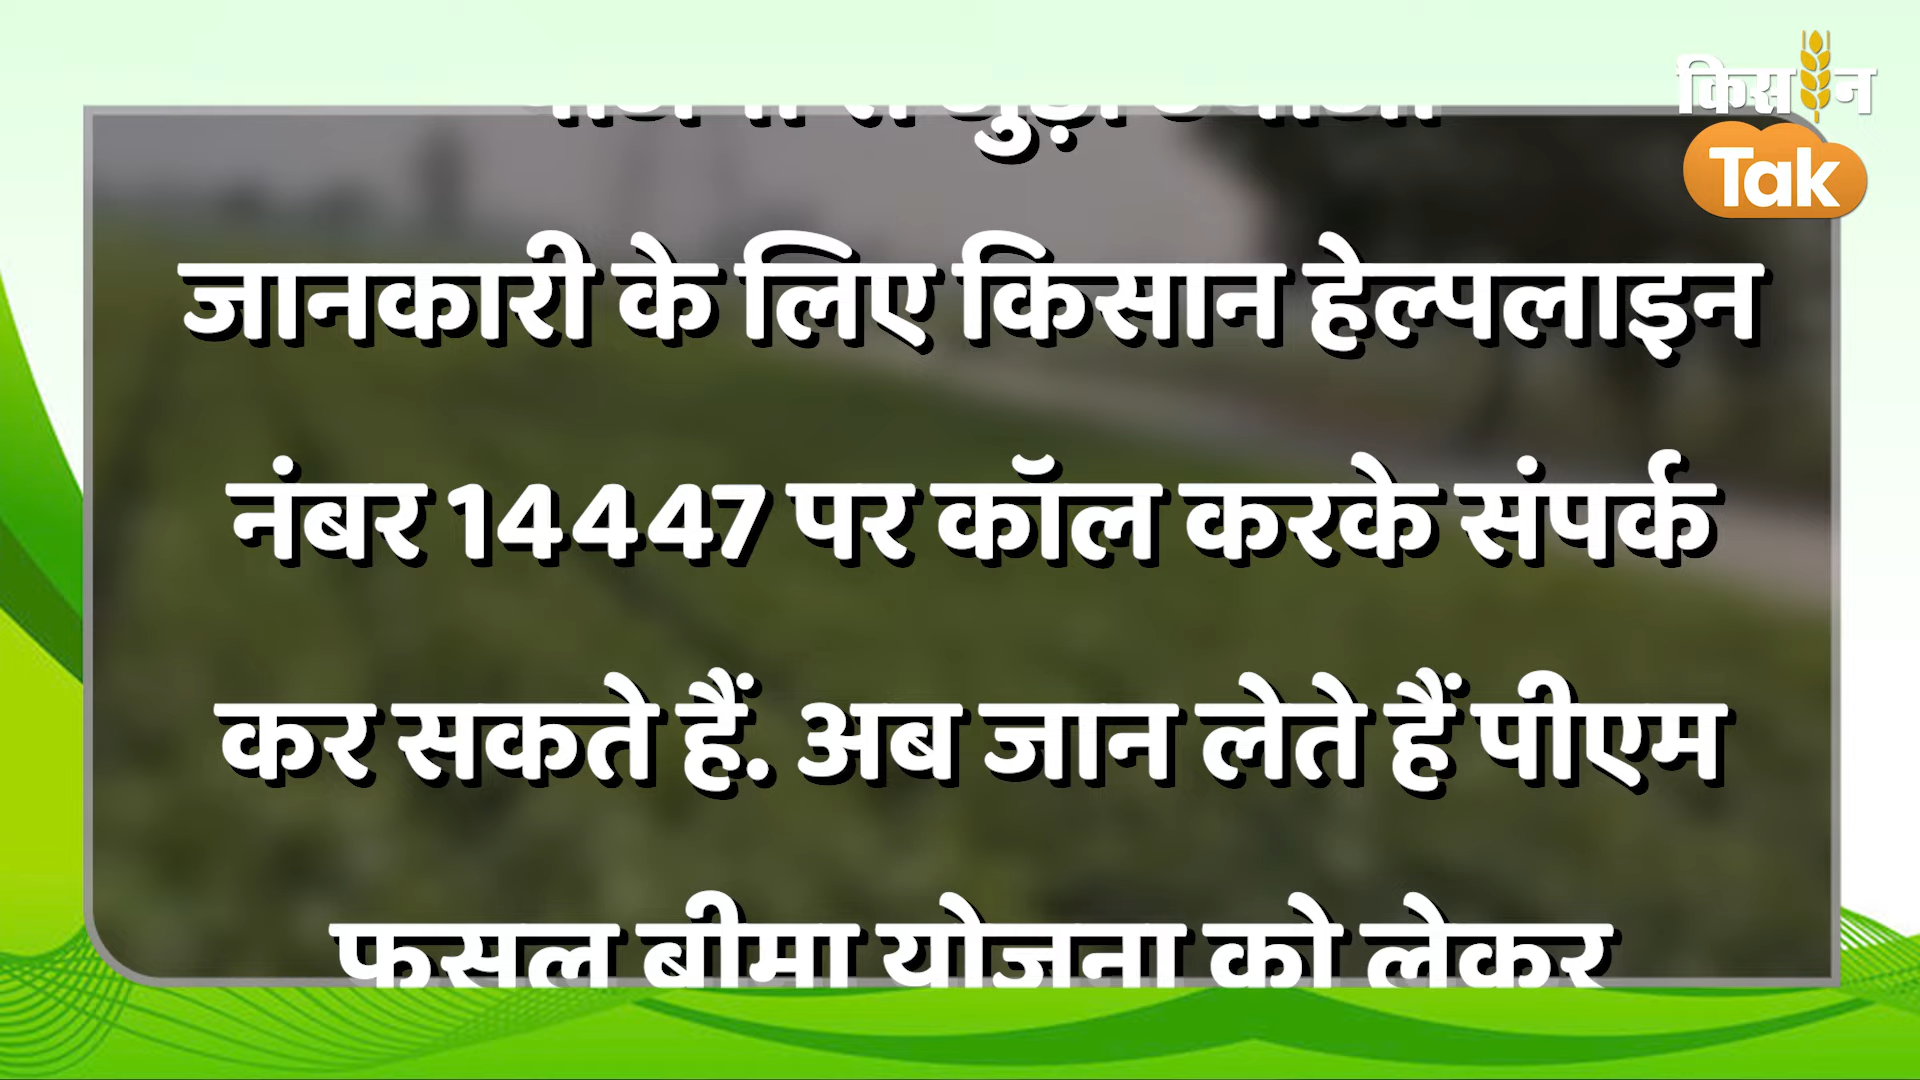 किसान
Tak
जानकारी के लिए किसान हेल्पलाइन
नंबर 14447 पर कॉल करके संपर्क
कर सकते हैं. अब जान लेते हैं पीएम
फसल बीमा योजना को लेकर